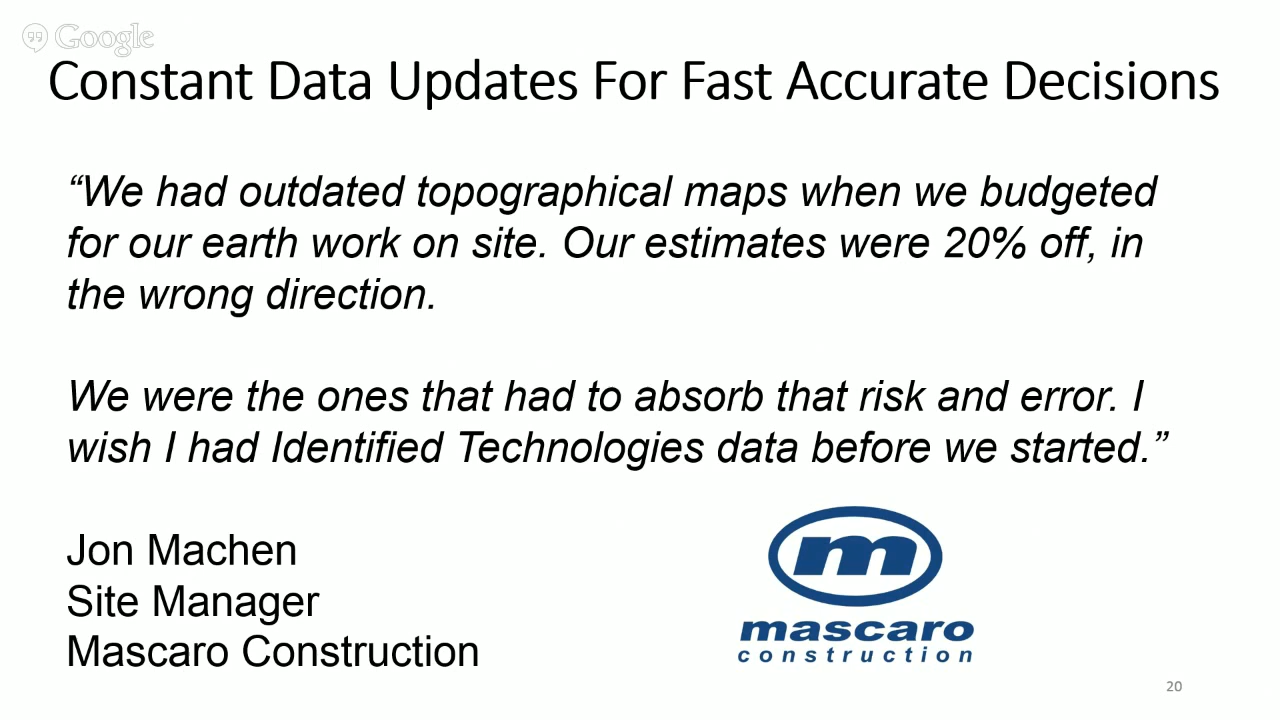 Google
Constant Data Updates For Fast Accurate Decisions
“We had outdated topographical maps when we budgeted
for our earth work on site. Our estimates were 20% off, in
the wrong direction.
We were the ones that had to absorb that risk and error. I
wish I had Identified Technologies data before we started.”
Jon Machen
Site Manager
Mascaro Construction
m
mascaro
construction
20